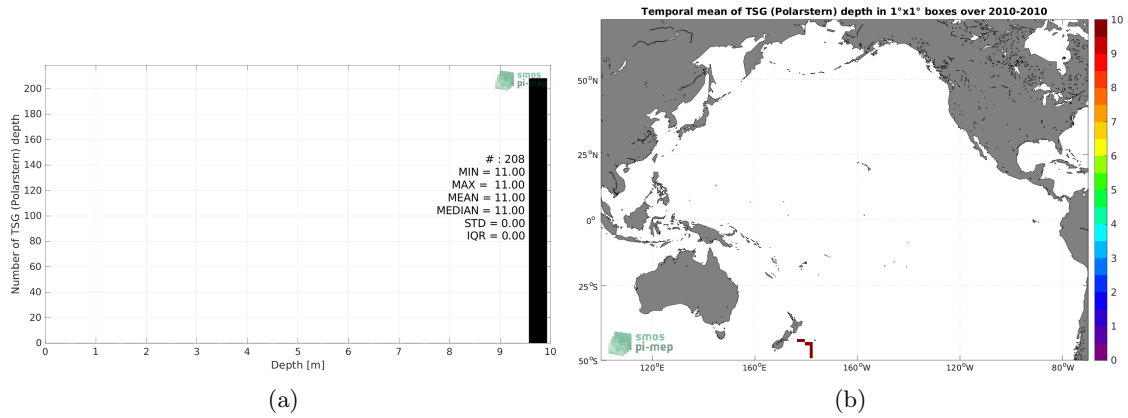 smos
pi-mep
200
180
160
140
120
100
80
60
40
20
0
Number of TSG (Polarstern) depth
# : 208
MIN = 11.00
MAX = 11.00
MEAN = 11.00
MEDIAN = 11.00
STD = 0.00
IQR = 0.00
0 1 2 3 4 5 6 7 8 9 10
Depth [m]
(a)
Temporal mean of TSG (Polarstern) depth in 1°x1° boxes over 2010-2010
50°N
25°N
0°
25°S
50°S
120°E
160°E
160°W
120°W
80°W
smos
pi-mep
10
9
8
7
6
5
4
3
2
1
0
(b)